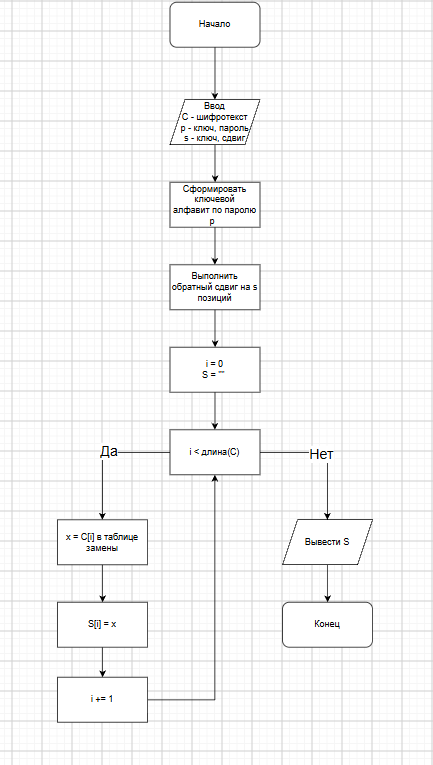 Начало
Ввод
C - шифротекст
p - ключ, пароль
s - ключ, сдвиг
Сформировать
ключевой
алфавит по паролю
p
Выполнить
обратный сдвиг на s
позиций
i = 0
S = ""
i < длина(C)
Да
Нет
x = C[i] в таблице
замены
Вывести S
S[i] = x
Конец
i += 1